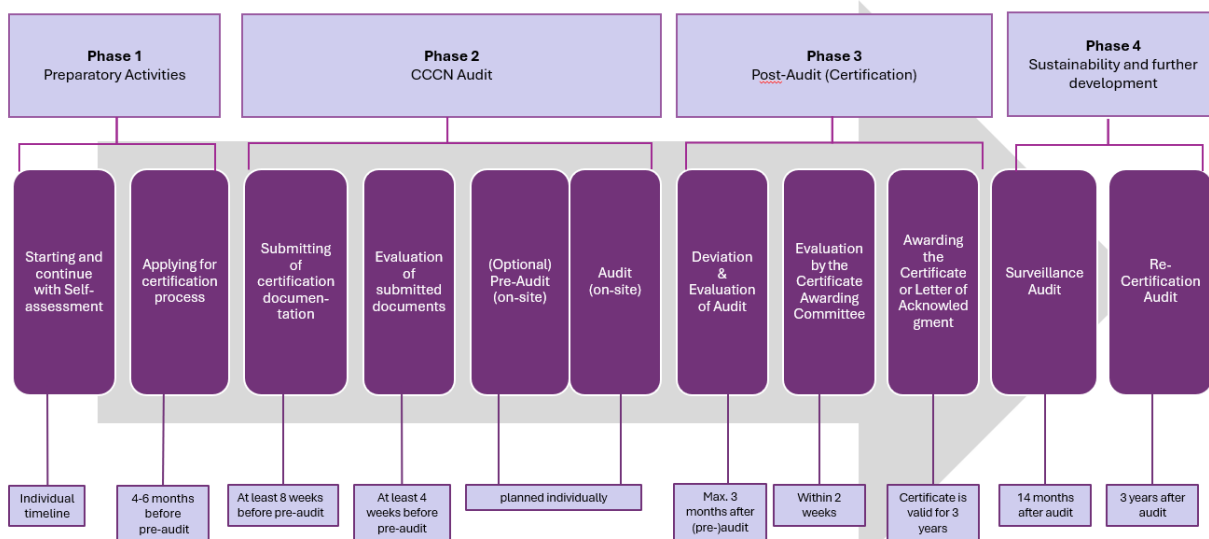 Phase 1
Preparatory Activities
Phase 2
CCCN Audit
Phase 3
Post-Audit (Certification)
Phase 4
Sustainability and further
development
Starting and
continue
with Self-
assessment
Applying for
certification
process
Submitting
of
certification
documen-
tation
Evaluation
of
submitted
documents
(Optional)
Pre-Audit
(on-site)
Audit
(on-site)
Deviation
&
Evaluation
of Audit
Evaluation
by the
Certificate
Awarding
Committee
Awarding
the
Certificate
or Letter of
Acknowled
gment
Surveillance
Audit
Re-
Certification
Audit
Individual
timeline
4-6 months
before
pre-audit
At least 8 weeks
before pre-audit
At least 4
weeks before
pre-audit
planned individually
Max. 3
months after
(pre-)audit
Within 2
weeks
Certificate is
valid for 3
years
14 months
after audit
3 years after
audit